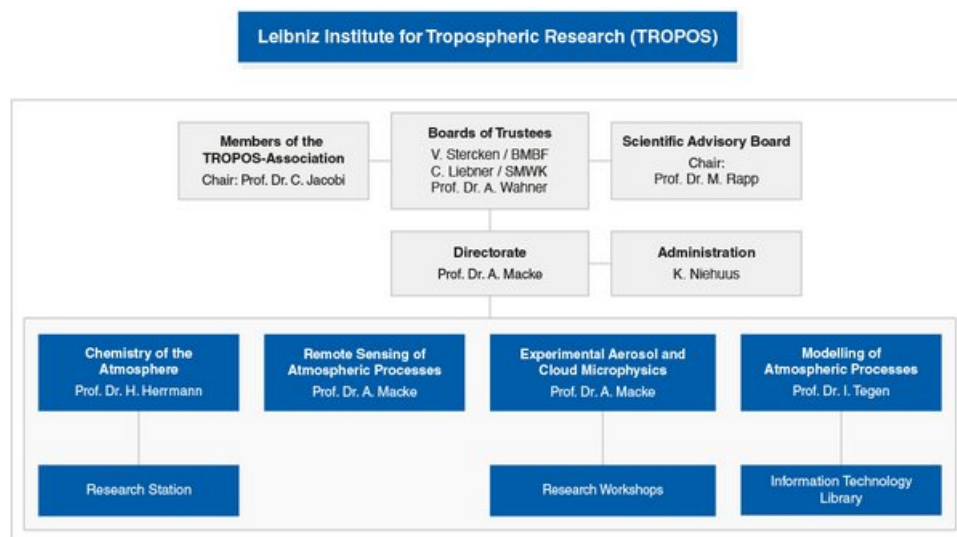 Leibniz Institute for Tropospheric Research (TROPOS)
Members of the
TROPOS-Association
Chair: Prof. Dr. C. Jacobi
Boards of Trustees
V. Stercken / BMBF
C. Liebner / SMWK
Prof. Dr. A. Wahner
Scientific Advisory Board
Chair:
Prof. Dr. M. Rapp
Directorate
Prof. Dr. A. Macke
Administration
K. Niehuus
Chemistry of the
Atmosphere
Prof. Dr. H. Herrmann
Remote Sensing of
Atmospheric Processes
Prof. Dr. A. Macke
Experimental Aerosol and
Cloud Microphysics
Prof. Dr. A. Macke
Modelling of
Atmospheric Processes
Prof. Dr. I. Tegen
Research Station
Research Workshops
Information Technology
Library